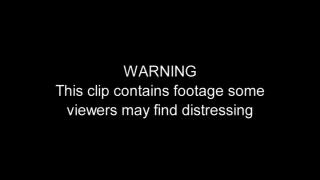 WARNING
This clip contains footage some
viewers may find distressing